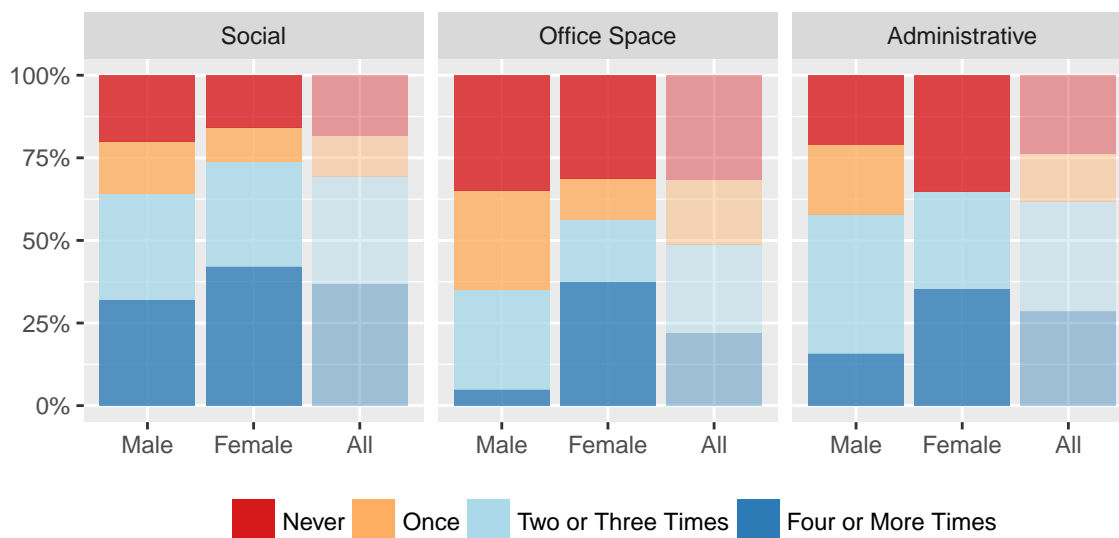 Social Office Space Administrative
100%
75%
50%
25%
0%
Male Female All Male Female All Male Female All
Never Once Two or Three Times Four or More Times